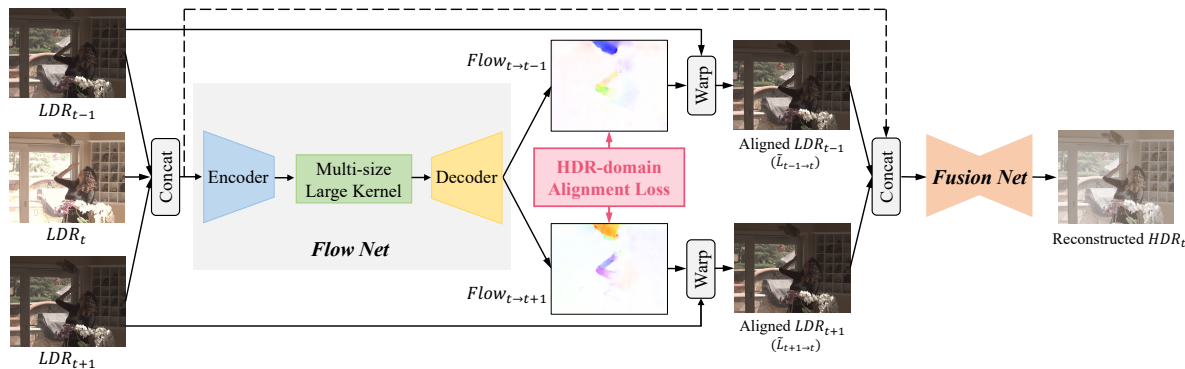 LDR_{t-1}
LDR_t
LDR_{t+1}
Concat
Encoder
Multi-size
Large Kernel
Decoder
Flow Net
Flow_{t→t-1}
HDR-domain
Alignment Loss
Flow_{t→t+1}
Warp
Warp
Aligned LDR_{t-1}
(L̃_{t-1→t})
Aligned LDR_{t+1}
(L̃_{t+1→t})
Concat
Fusion Net
Reconstructed HDR_t